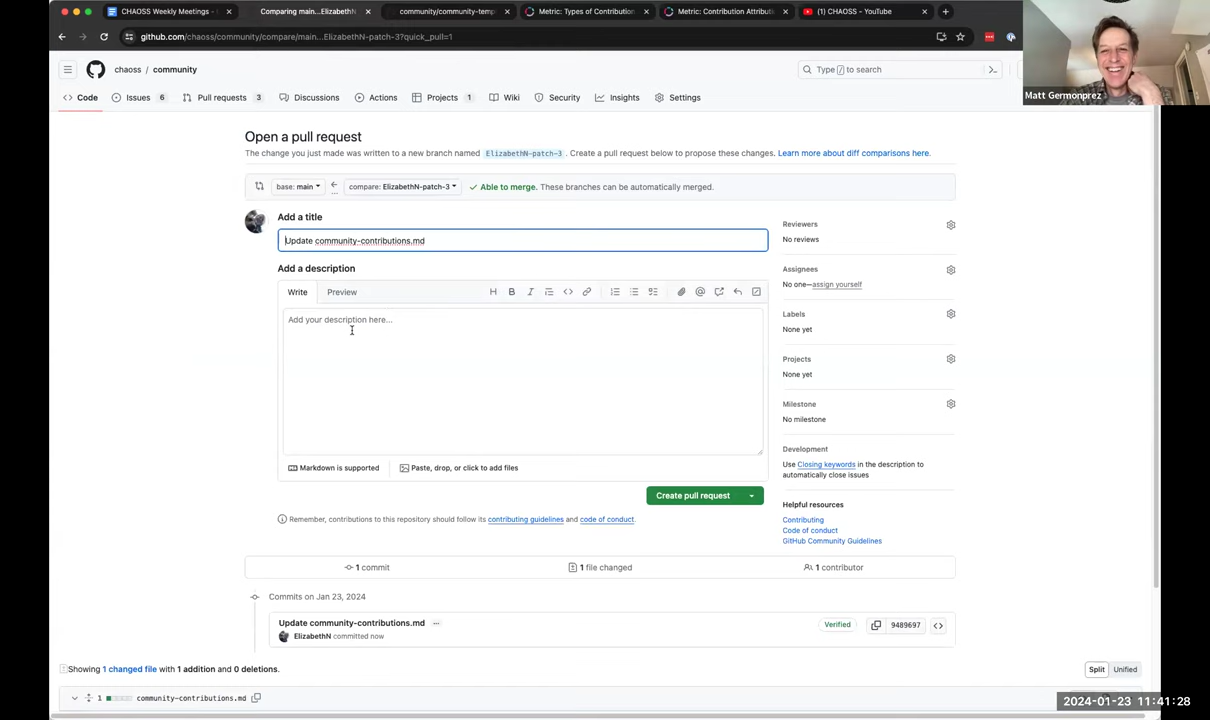 CHAOSS Weekly Meetings -
Comparing main...ElizabethN
community/community-temp
Metric: Types of Contribution
Metric: Contribution Attributi
(1) CHAOSS - YouTube
github.com/chaoss/community/compare/main...ElizabethN-patch-3?quick_pull=1
chaoss / community
Type / to search
Code
Issues 6
Pull requests 3
Discussions
Actions
Projects 1
Wiki
Security
Insights
Settings
Matt Germonprez
Open a pull request
The change you just made was written to a new branch named ElizabethN-patch-3 . Create a pull request below to propose these changes. Learn more about diff comparisons here.
base: main
compare: ElizabethN-patch-3
Able to merge. These branches can be automatically merged.
Add a title
Update community-contributions.md
Add a description
Write
Preview
H B I
Add your description here...
Markdown is supported
Paste, drop, or click to add files
Create pull request
Remember, contributions to this repository should follow its contributing guidelines and code of conduct.
Reviewers
No reviews
Assignees
No one—assign yourself
Labels
None yet
Projects
None yet
Milestone
No milestone
Development
Use Closing keywords in the description to
automatically close issues
Helpful resources
Contributing
Code of conduct
GitHub Community Guidelines
1 commit
1 file changed
1 contributor
Commits on Jan 23, 2024
Update community-contributions.md
ElizabethN committed now
Verified
9489697
Showing 1 changed file with 1 addition and 0 deletions.
Split
Unified
1
community-contributions.md
2024-01-23 11:41:28